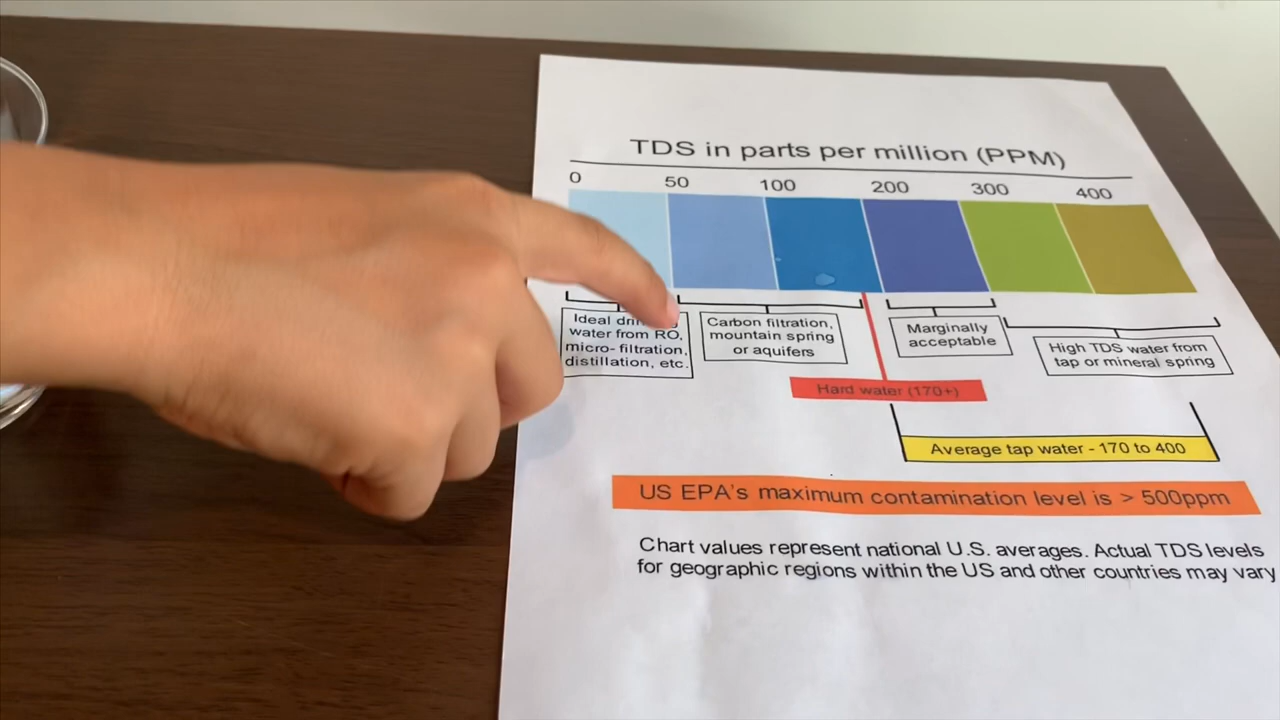 TDS in parts per million (PPM)
0 50 100 200 300 400
Ideal
water from RO,
micro- filtration,
distillation, etc.
Carbon filtration,
mountain spring
or aquifers
Marginally
acceptable
High TDS water from
tap or mineral spring
Hard water (170+)
Average tap water - 170 to 400
US EPA's maximum contamination level is > 500ppm
Chart values represent national U.S. averages. Actual TDS levels
for geographic regions within the US and other countries may vary